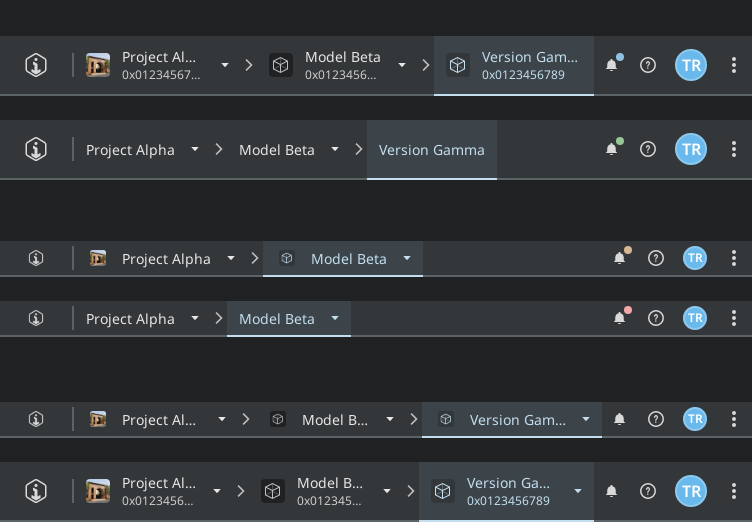 Project Al... Model Beta Version Gam...
0x01234567... 0x0123456... 0x0123456789 TR
Project Alpha Model Beta Version Gamma TR
Project Alpha Model Beta TR
Project Alpha Model Beta TR
Project Al... Model B... Version Gam... TR
Project Al... Model B... Version Ga...
0x0123456... 0x012345... 0x0123456789 TR